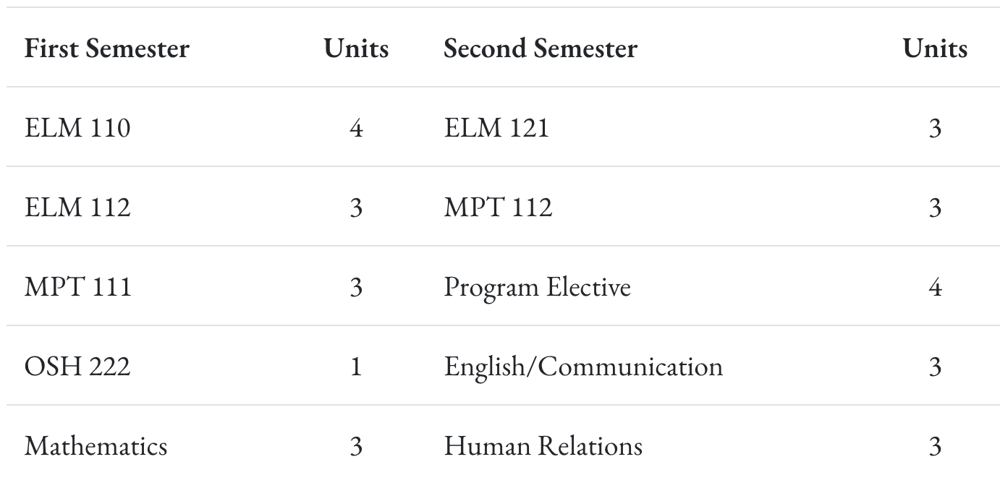 First Semester Units Second Semester Units
ELM 110 4 ELM 121 3
ELM 112 3 MPT 112 3
MPT 111 3 Program Elective 4
OSH 222 1 English/Communication 3
Mathematics 3 Human Relations 3